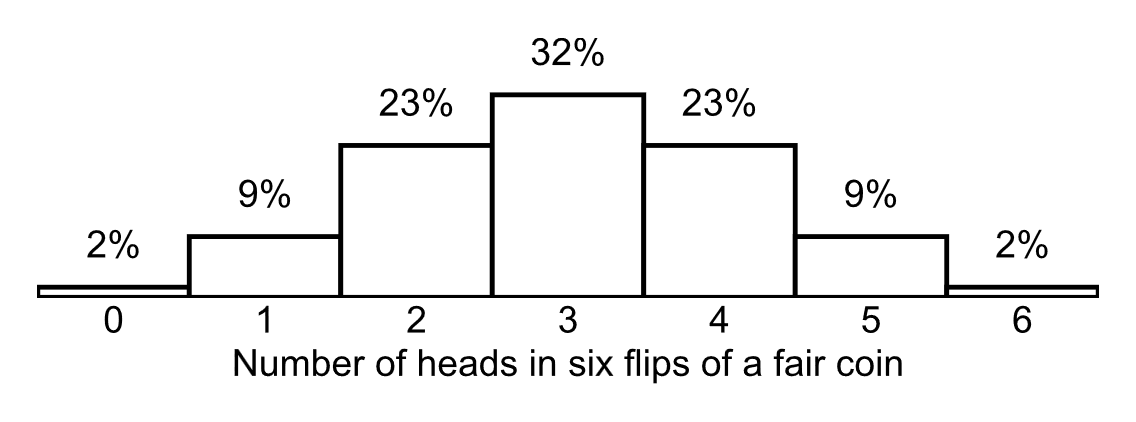 32%
23% 23%
9% 9%
2% 2%
0 1 2 3 4 5 6
Number of heads in six flips of a fair coin